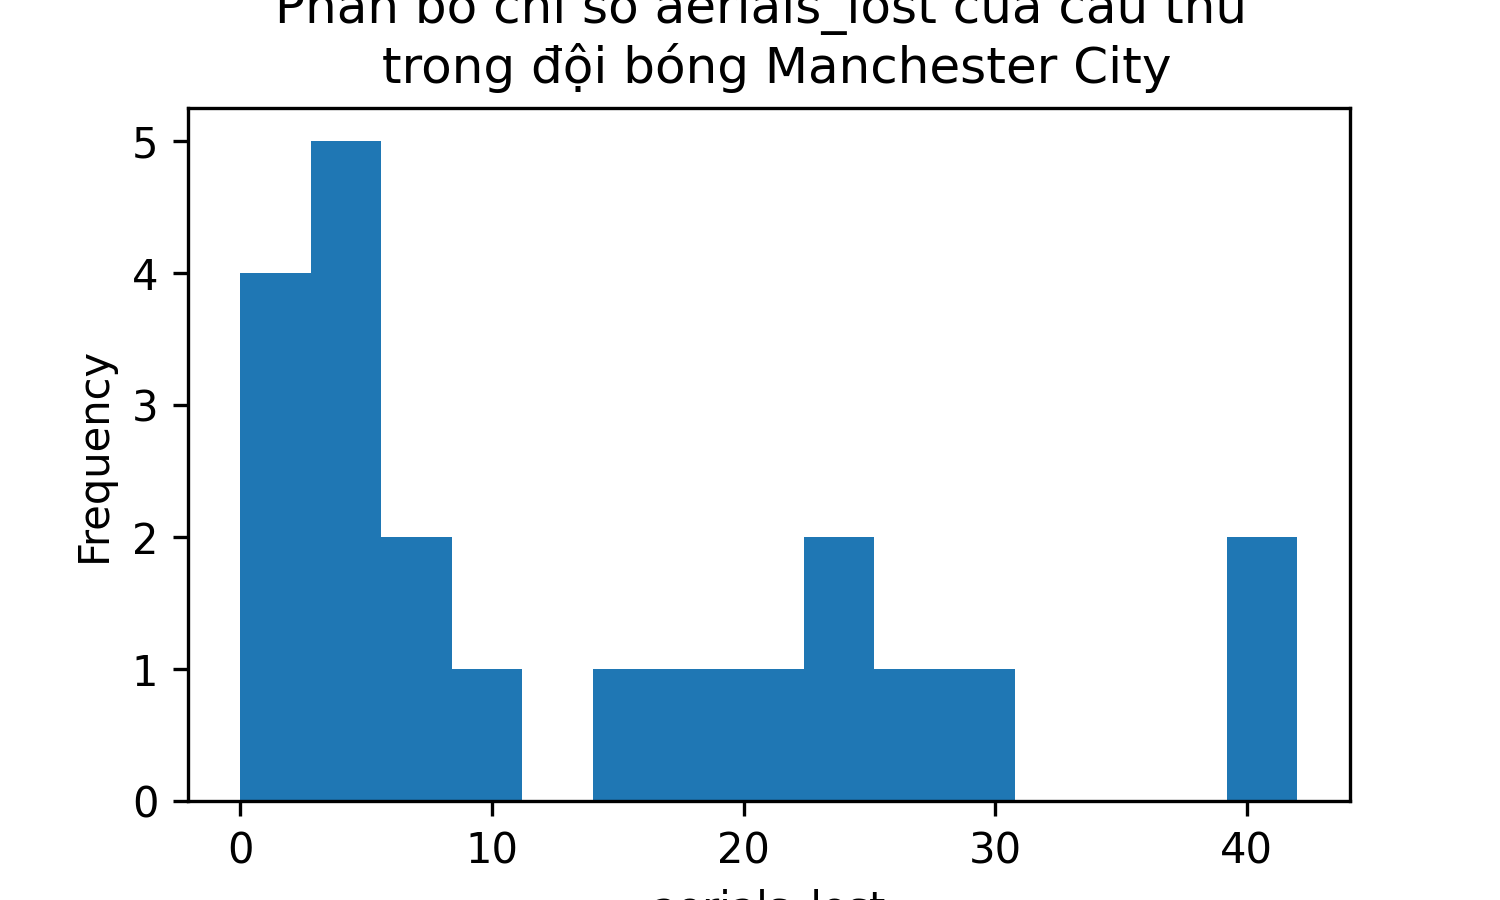 Phân bố chỉ số aerials_lost của cầu thủ
trong đội bóng Manchester City
Frequency
5
4
3
2
1
0
0 10 20 30 40
aerials_lost